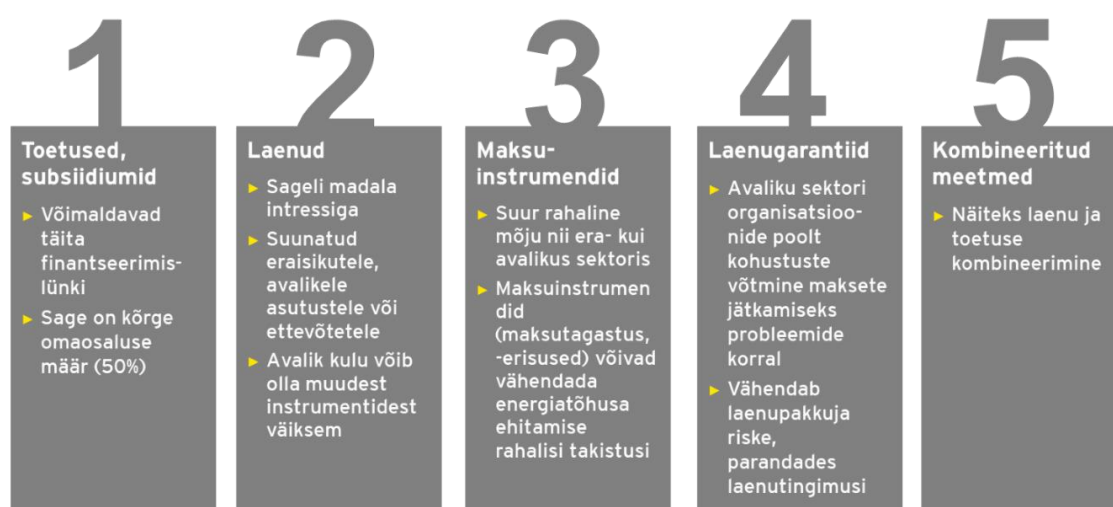 1
Toetused,
subsiidiumid
► Võimaldavad
täita
finantseerimis-
lünki
► Sage on kõrge
omaosaluse
määr (50%)
2
Laenud
► Sageli madala
intressiga
► Suunatud
eraisikutele,
avalikele
asutustele või
ettevõtetele
► Avalik kulu võib
olla muudest
instrumentidest
väiksem
3
Maksu-
instrumendid
► Suur rahaline
mõju nii era- kui
avalikus sektoris
► Maksuinstrumen
did
(maksutagastus,
-erisused) võivad
vähendada
energiatõhusa
ehitamise
rahalisi takistusi
4
Laenugarantiid
► Avaliku sektori
organisatsioo-
nide poolt
kohustuste
võtmine maksete
jätkamiseks
probleemide
korral
► Vähendab
laenupakkuja
riske,
parandades
laenutingimusi
5
Kombineeritud
meetmed
► Näiteks laenu ja
toetuse
kombineerimine